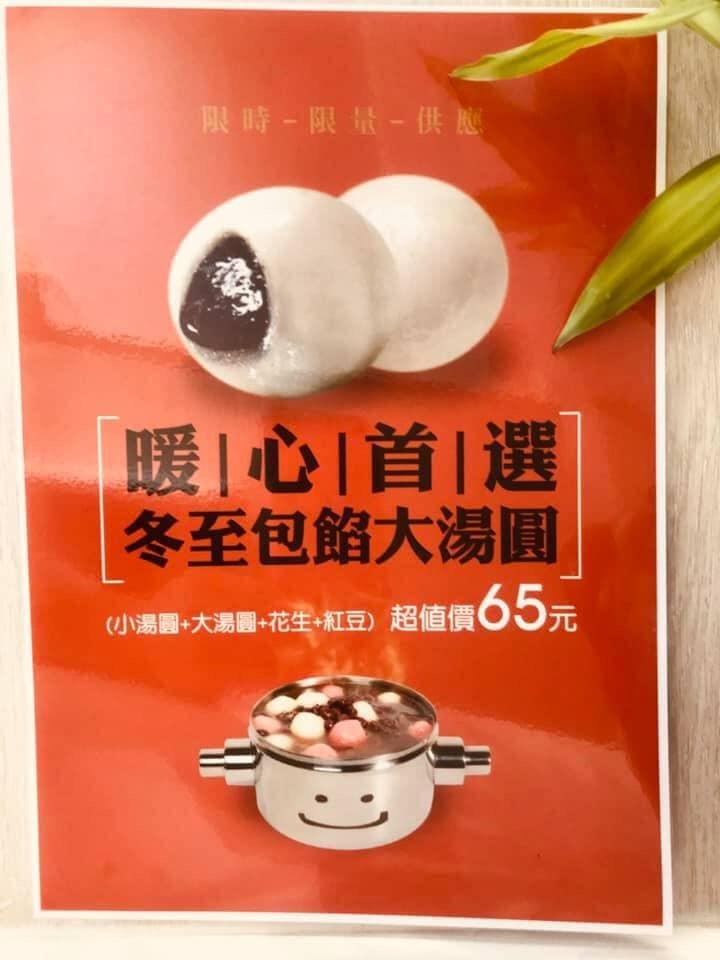 限時-限量-供應
暖|心|首|選
冬至包餡大湯圓
(小湯圓+大湯圓+花生+紅豆) 超值價65元